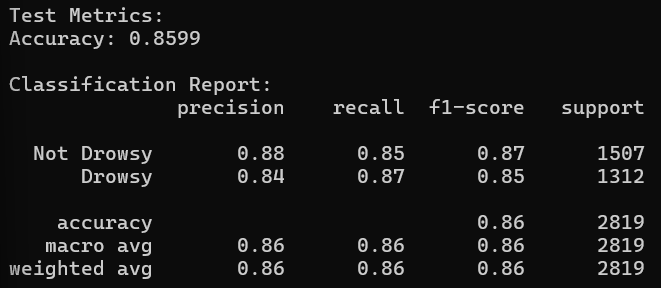 Test Metrics:
Accuracy: 0.8599
Classification Report:
precision recall f1-score support
Not Drowsy 0.88 0.85 0.87 1507
Drowsy 0.84 0.87 0.85 1312
accuracy 0.86 2819
macro avg 0.86 0.86 0.86 2819
weighted avg 0.86 0.86 0.86 2819